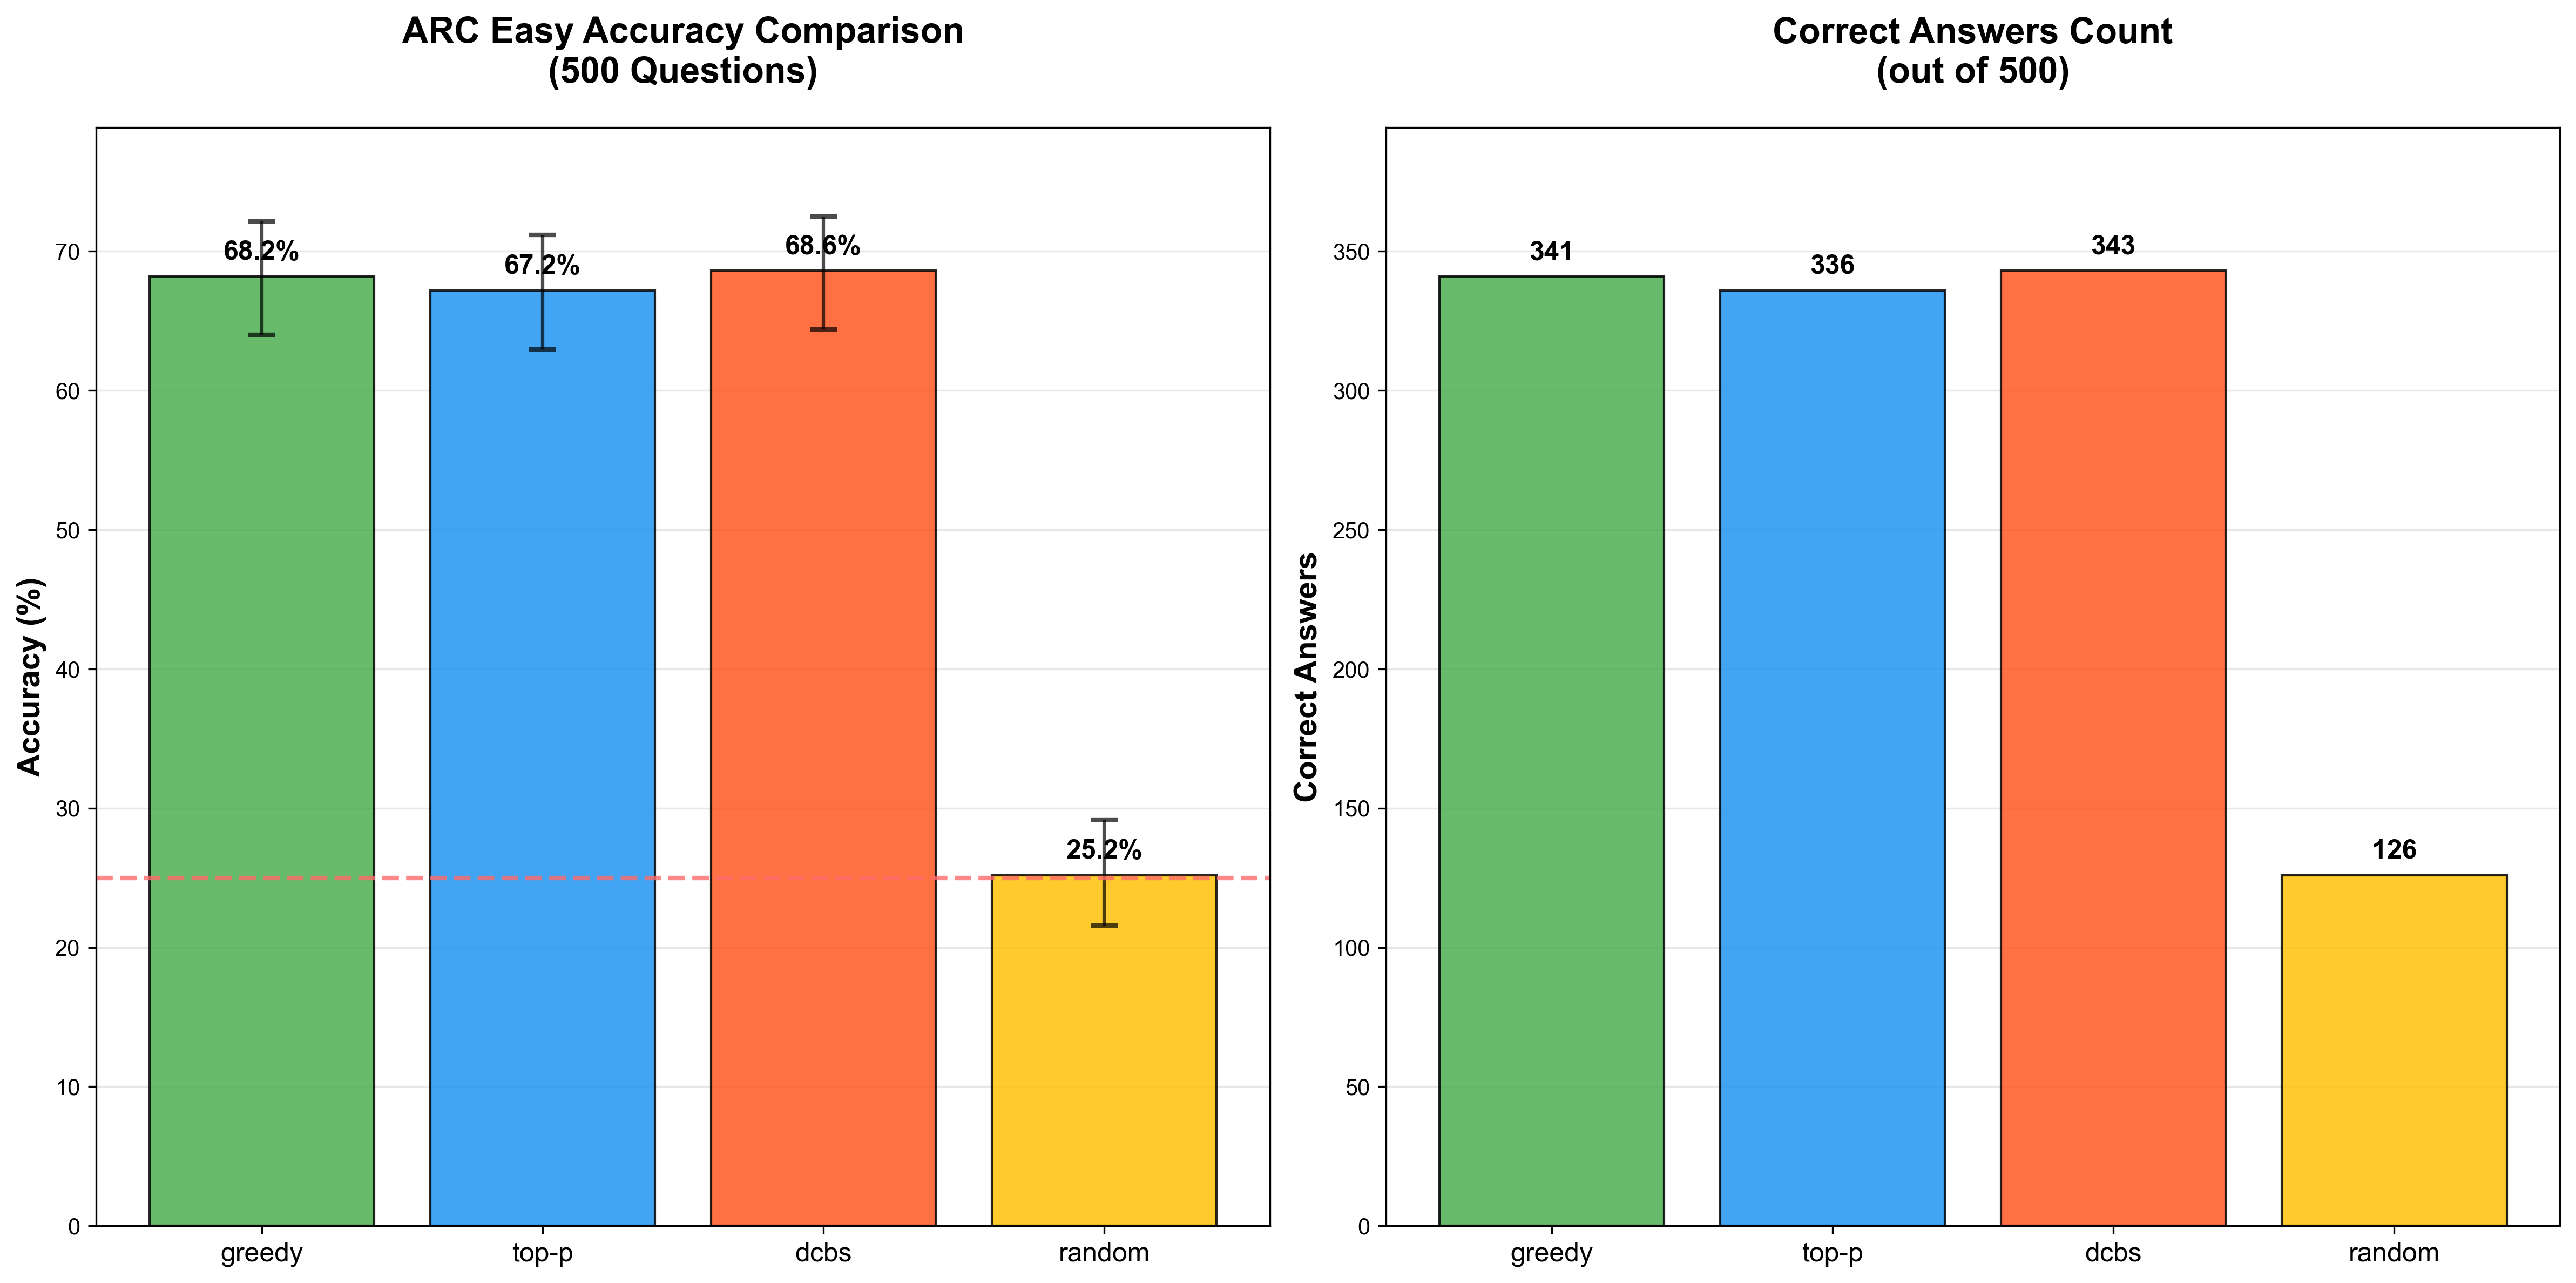 ARC Easy Accuracy Comparison
(500 Questions)
Accuracy (%)
70
60
50
40
30
20
10
0
68.2%
67.2%
68.6%
25.2%
greedy
top-p
dcbs
random
Correct Answers Count
(out of 500)
Correct Answers
350
300
250
200
150
100
50
0
341
336
343
126
greedy
top-p
dcbs
random